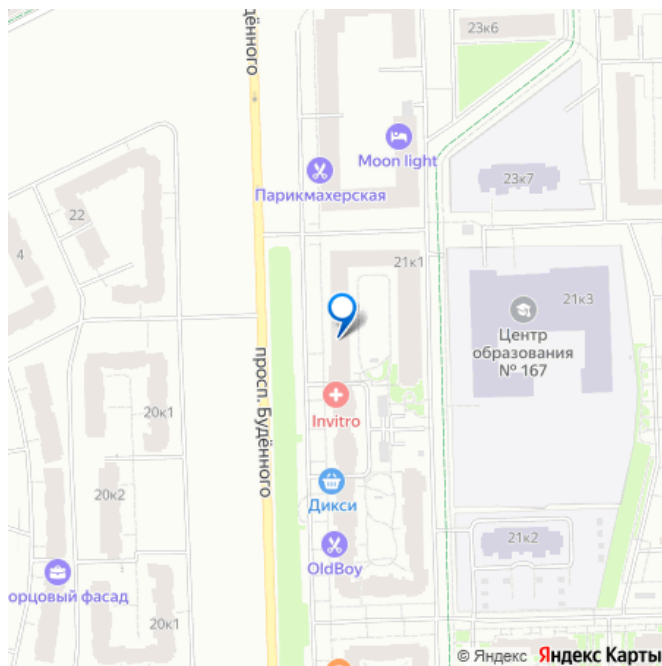 дённого
23к6
Moon light
Парикмахерская
23к7
22
4
21к1
21к3
Центр
образования
№ 167
просп. Будённого
Invitro
20к1
20к2
Дикси
21к2
OldBoy
орцовый фасад
20к1
© Яндекс Яндекс Карты